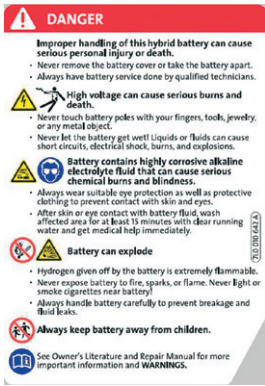 DANGER
Improper handling of this hybrid battery can cause
serious personal injury or death.
• Never remove the battery cover or take the battery apart.
• Always have battery service done by qualified technicians.
High voltage can cause serious burns and
death.
• Never touch battery poles with your fingers, tools, jewelry,
or any metal object.
• Never let the battery get wet! Liquids or fluids can cause
short circuits, electrical shock, burns, and explosions.
Battery contains highly corrosive alkaline
electrolyte fluid that can cause serious
chemical burns and blindness.
• Always wear suitable eye protection as well as protective
clothing to prevent contact with skin and eyes.
• After skin or eye contact with battery fluid, wash
affected area for at least 15 minutes with clear running
water and get medical help immediately.
7L0 010 642 A
Battery can explode
• Hydrogen given off by the battery is extremely flammable.
• Never expose battery to fire, sparks, or flame. Never light or
smoke cigarettes near battery!
• Always handle battery carefully to prevent breakage and
fluid leaks.
Always keep battery away from children.
See Owner's Literature and Repair Manual for more
important information and WARNINGS.